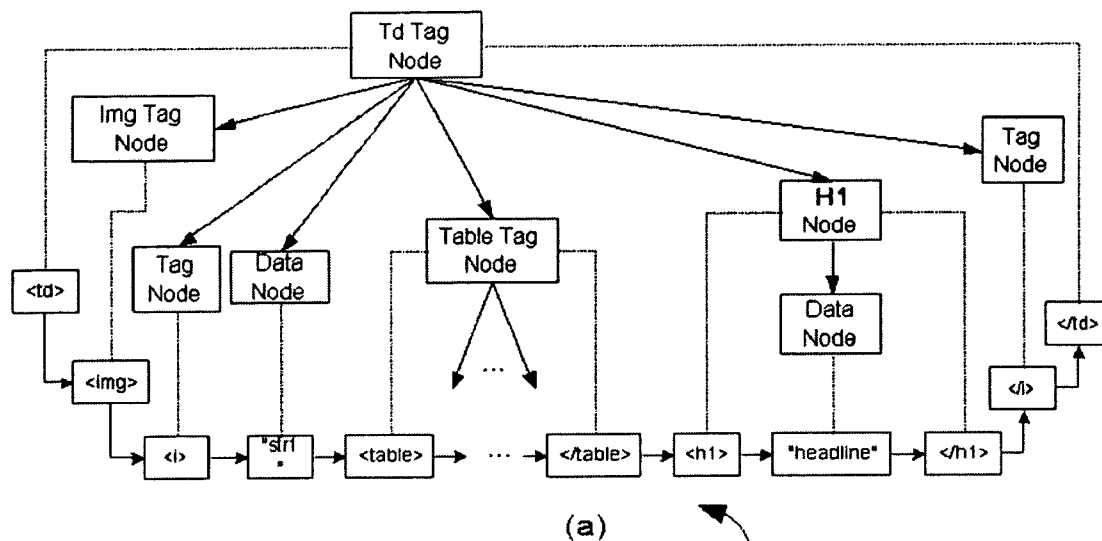 Td Tag
Node
Img Tag
Node
Tag
Node
H1
Node
Table Tag
Node
Tag
Node
Data
Node
<td>
Data
Node
</td>
...
<img>
</i>
<i>
"str1
"
<table>
...
</table>
<h1>
"headline"
</h1>
(a)